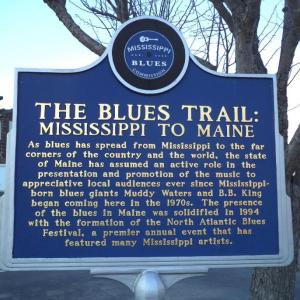 MISSISSIPPI
BLUES
COMMISSION
THE BLUES TRAIL:
MISSISSIPPI TO MAINE
As blues has spread from Mississippi to the far
corners of the country and the world, the state
of Maine has assumed an active role in the
presentation and promotion of the music to
appreciative local audiences ever since Mississippi-
born blues giants Muddy Waters and B.B. King
began coming here in the 1970s. The presence
of the blues in Maine was solidified in 1994
with the formation of the North Atlantic Blues
Festival, a premier annual event that has
featured many Mississippi artists.